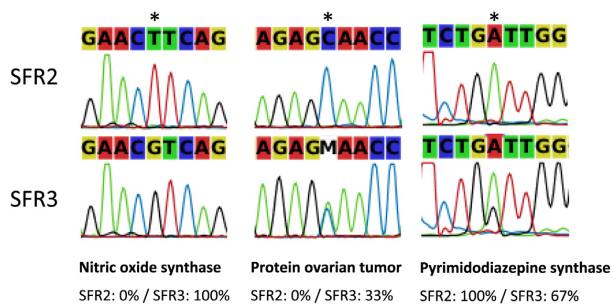 * * *
GAACTTCAG AGAGCAACC TCTGATTGG
SFR2
GAACGTCAG AGAGMAACC TCTGATTGG
SFR3
Nitric oxide synthase Protein ovarian tumor Pyrimidodiazepine synthase
SFR2: 0% / SFR3: 100% SFR2: 0% / SFR3: 33% SFR2: 100% / SFR3: 67%